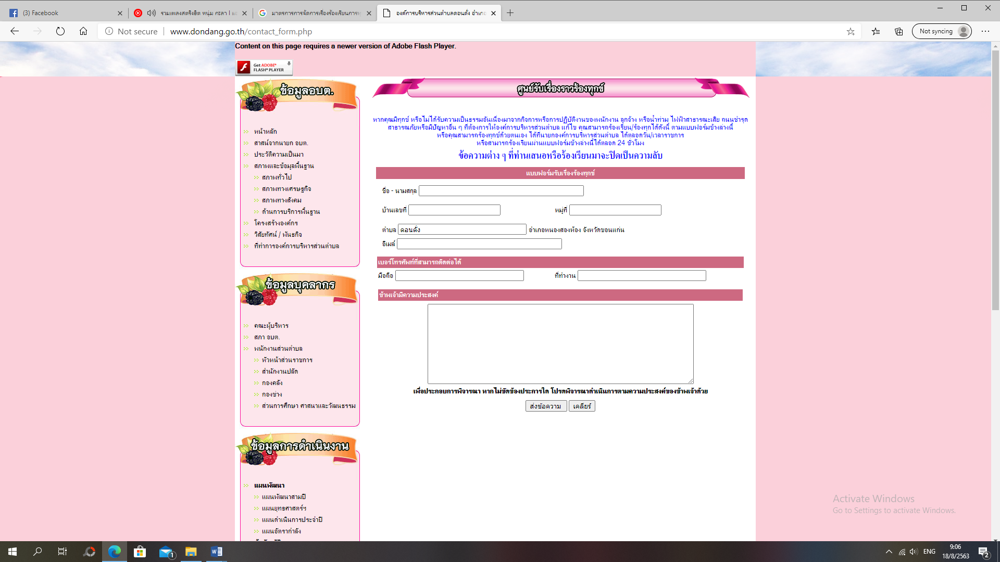 (3) Facebook
รวมเพลงสตริงฮิต หนุ่ม กะลา l แ
มาตรการการจัดการเรื่องร้องเรียนการทุ
องค์การบริหารส่วนตำบลดอนดั่ง อำเภอ
Not secure
www.dondang.go.th/contact_form.php
Not syncing
Content on this page requires a newer version of Adobe Flash Player.
Get ADOBE®
FLASH® PLAYER
ข้อมูลอบต.
หน้าหลัก
สาสน์จากนายก อบต.
ประวัติความเป็นมา
สภาพและข้อมูลพื้นฐาน
สภาพทั่วไป
สภาพทางเศรษฐกิจ
สภาพทางสังคม
ด้านการบริการพื้นฐาน
โครงสร้างองค์กร
วิสัยทัศน์ / พันธกิจ
ที่ทำการองค์การบริหารส่วนตำบล
ข้อมูลบุคลากร
คณะผู้บริหาร
สภา อบต.
พนักงานส่วนตำบล
หัวหน้าส่วนราชการ
สำนักงานปลัด
กองคลัง
กองช่าง
ส่วนการศึกษา ศาสนาและวัฒนธรรม
ข้อมูลการดำเนินงาน
แผนพัฒนา
แผนพัฒนาสามปี
แผนยุทธศาสตร์ฯ
แผนดำเนินการประจำปี
แผนอัตรากำลัง
ศูนย์รับเรื่องราวร้องทุกข์
หากคุณมีทุกข์ หรือไม่ได้รับความเป็นธรรมอันเนื่องมาจากกิจการหรือการปฏิบัติงานของพนักงาน ลูกจ้าง หรือน้ำท่วม ไฟฟ้าสาธารณะเสีย ถนนชำรุด
สาธารณภัยหรือมีปัญหาอื่น ๆ ที่ต้องการให้องค์การบริหารส่วนตำบล แก้ไข คุณสามารถร้องเรียน/ร้องทุกได้ดังนี้ ตามแบบฟอร์มข้างล่างนี้
หรือคุณสามารถร้องทุกข์ด้วยตนเอง ได้ที่นายกองค์การบริหารส่วนตำบล ได้ตลอดวัน/เวลาราชการ
หรือสามารถร้องเรียนผ่านแบบฟอร์มข้างล่างนี้ได้ตลอด 24 ชั่วโมง
ข้อความต่าง ๆ ที่ท่านเสนอหรือร้องเรียนมาจะปิดเป็นความลับ
แบบฟอร์มรับเรื่องร้องทุกข์
ชื่อ - นามสกุล
บ้านเลขที่ หมู่ที่
ตำบล ดอนดั่ง อำเภอหนองสองห้อง จังหวัดขอนแก่น
อีเมล์
เบอร์โทรศัพท์ที่สามารถติดต่อได้
มือถือ ที่ทำงาน
ข้าพเจ้ามีความประสงค์
เพื่อประกอบการพิจารณา หากไม่ขัดข้องประการใด โปรดพิจารณาดำเนินการตามความประสงค์ของข้าพเจ้าด้วย
ส่งข้อความ เคลียร์
Activate Windows
Go to Settings to activate Windows.
1
ENG
9:06
18/8/2563
2